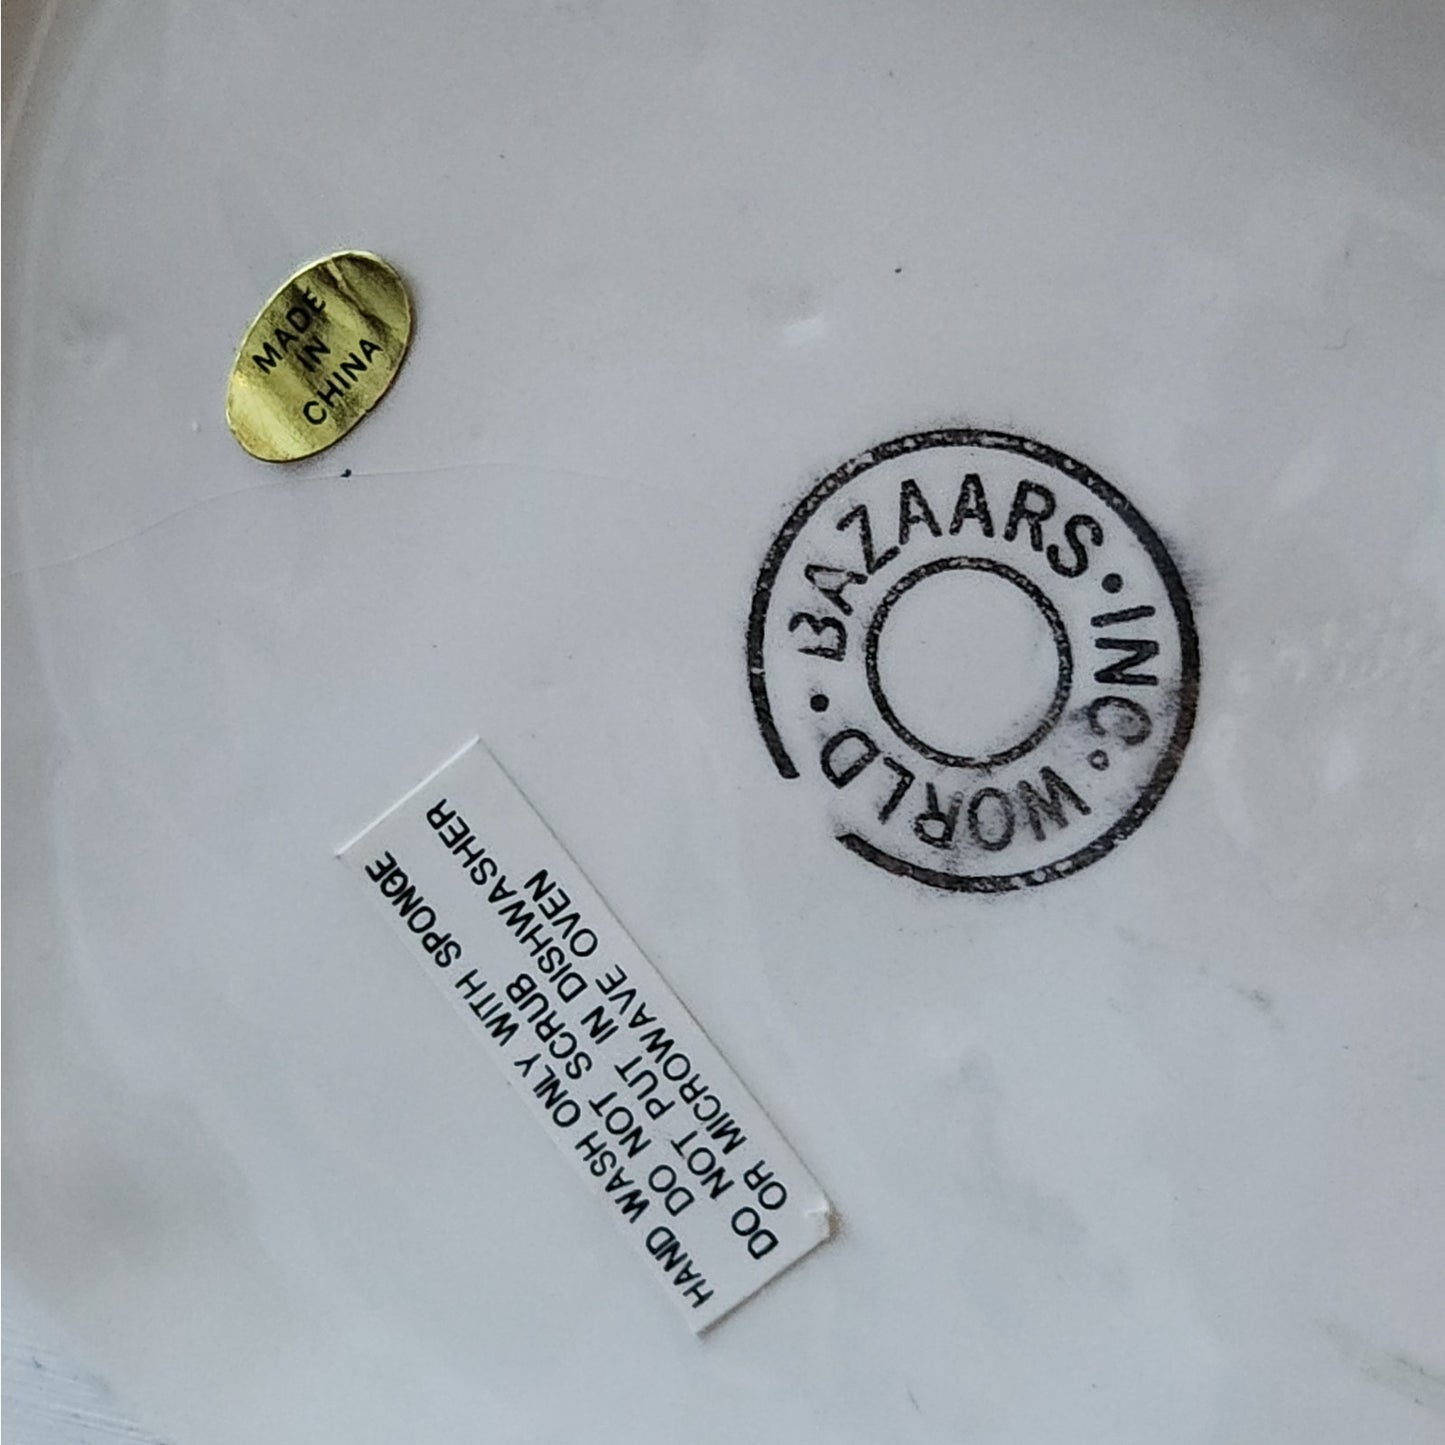 MADE
IN
CHINA
WORLD • BAZAARS • INC.
HAND WASH ONLY WITH SPONGE
DO NOT SCRUB
DO NOT PUT IN DISHWASHER
OR MICROWAVE OVEN